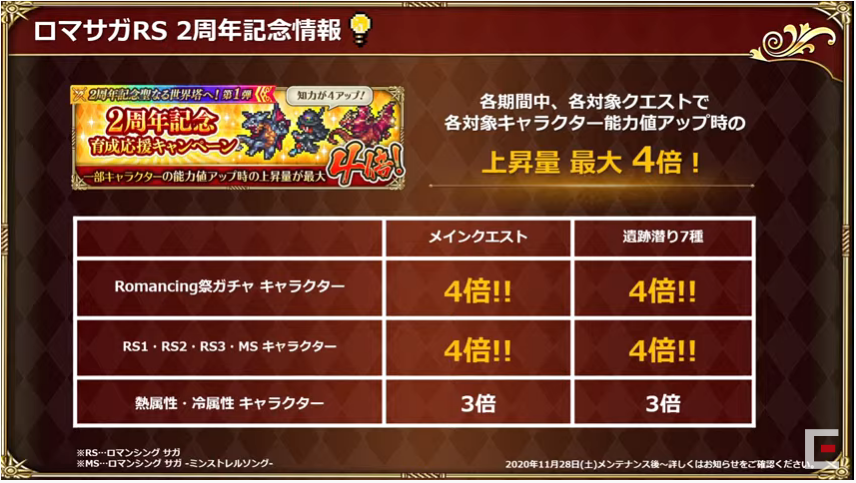 ロマサガRS 2周年記念情報
2周年記念聖なる世界塔へ!第1弾
知力が4アップ!
2周年記念
育成応援キャンペーン
一部キャラクターの能力値アップ時の上昇量が最大
4倍!
各期間中、各対象クエストで
各対象キャラクター能力値アップ時の
上昇量 最大 4倍!
メインクエスト 遺跡潜り7種
Romancing祭ガチャ キャラクター 4倍!! 4倍!!
RS1・RS2・RS3・MS キャラクター 4倍!! 4倍!!
熱属性・冷属性 キャラクター 3倍 3倍
※RS…ロマンシング サガ
※MS…ロマンシング サガ -ミンストレルソング-
2020年11月28日(土)メンテナンス後~詳しくはお知らせをご確認ください。